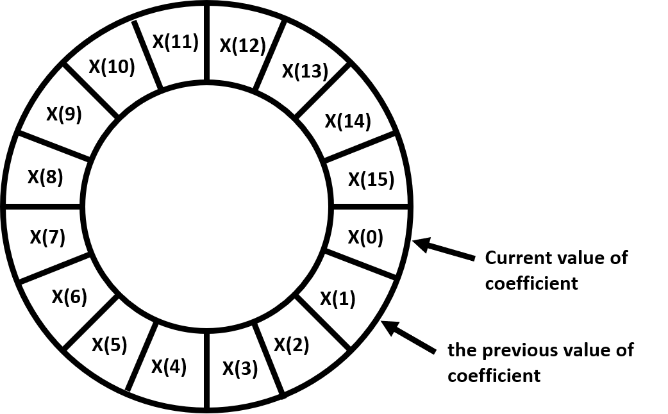 X(11)
X(12)
X(10)
X(13)
X(9)
X(14)
X(8)
X(15)
X(7)
X(0)
Current value of
coefficient
X(6)
X(1)
X(5)
X(2)
the previous value of
coefficient
X(4)
X(3)